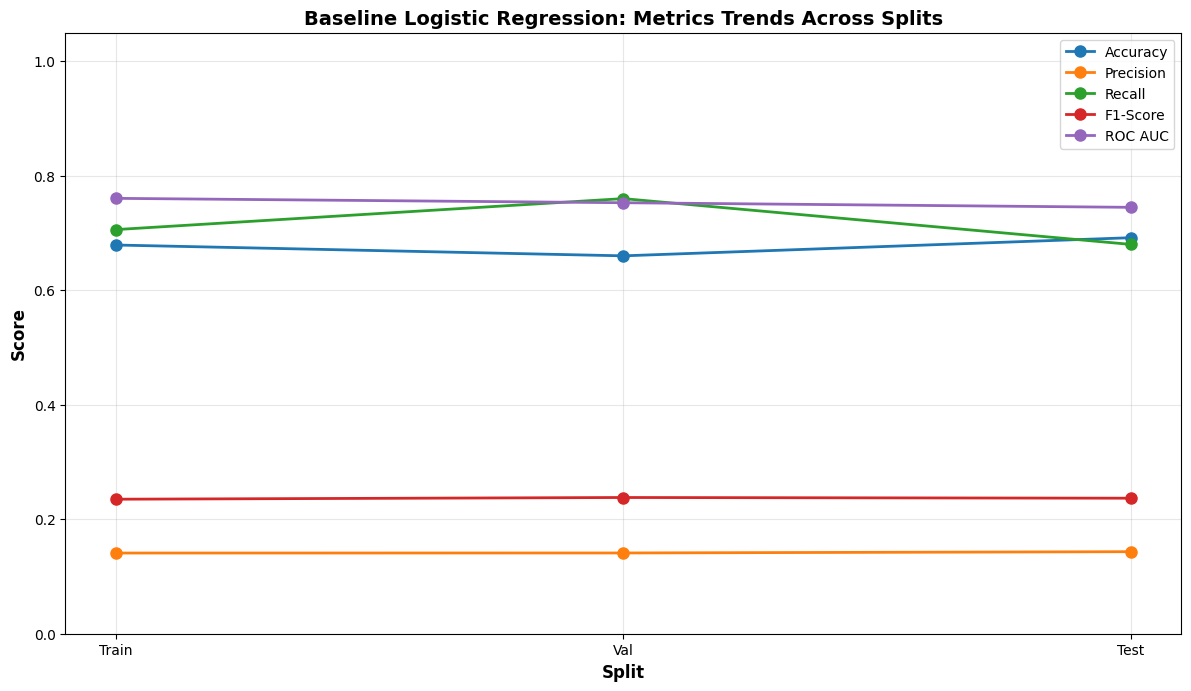 Baseline Logistic Regression: Metrics Trends Across Splits
1.0
0.8
0.6
0.4
0.2
0.0
Score
Accuracy
Precision
Recall
F1-Score
ROC AUC
Train Val Test
Split